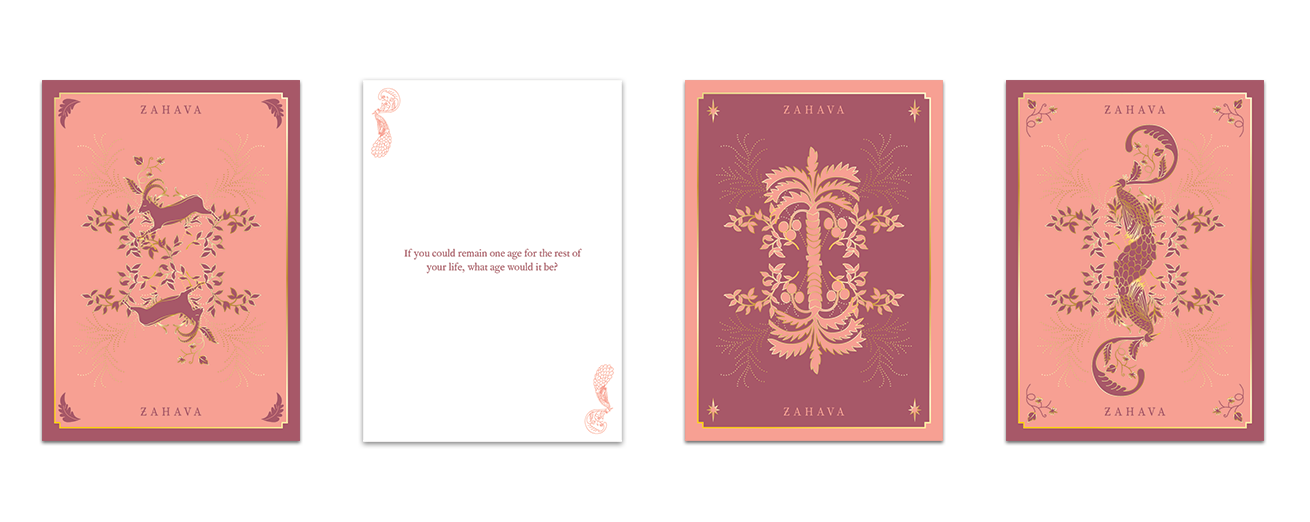 ZAHAVA
ZAHAVA
If you could remain one age for the rest of
your life, what age would it be?
ZAHAVA
ZAHAVA
ZAHAVA
ZAHAVA